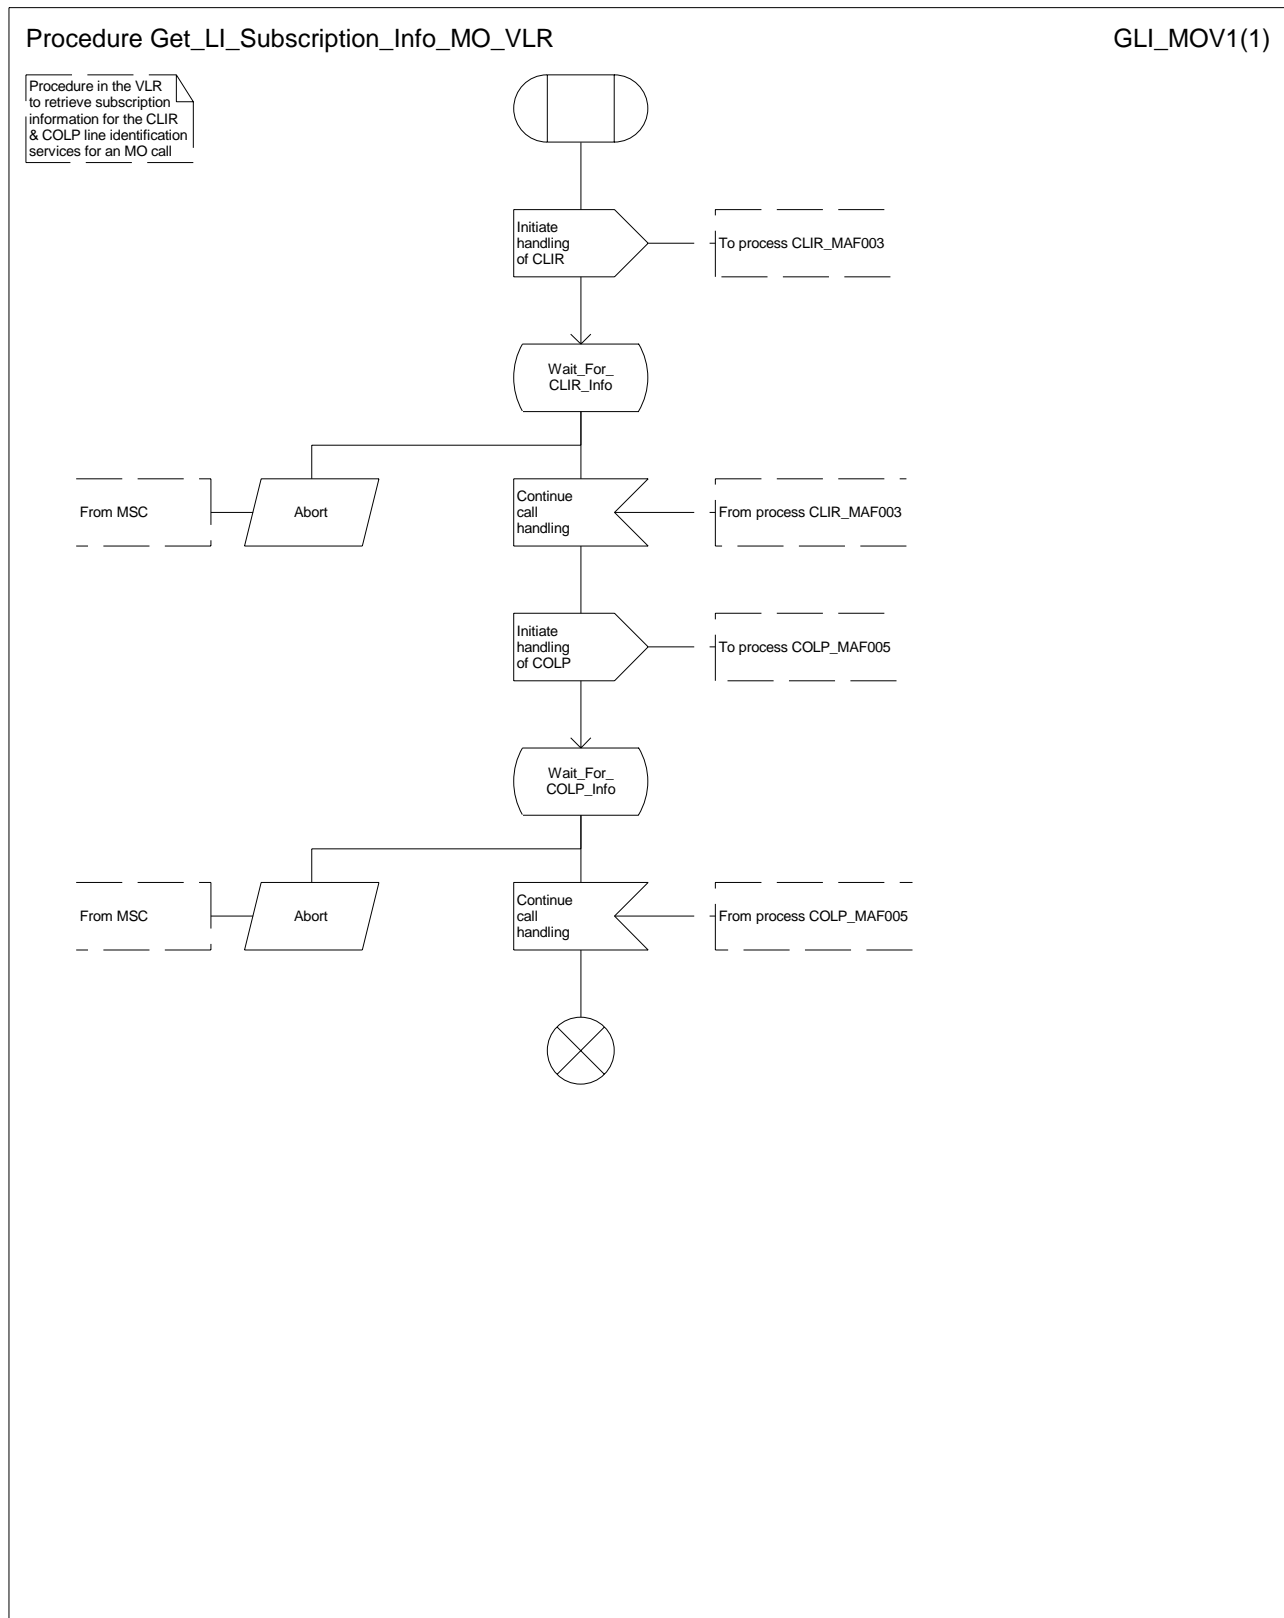 Procedure Get_LI_Subscription_Info_MO_VLR
GLI_MOV1(1)
Procedure in the VLR
to retrieve subscription
information for the CLIR
& COLP line identification
services for an MO call
Initiate
handling
of CLIR
To process CLIR_MAF003
Wait_For_
CLIR_Info
From MSC
Abort
Continue
call
handling
From process CLIR_MAF003
Initiate
handling
of COLP
To process COLP_MAF005
Wait_For_
COLP_Info
From MSC
Abort
Continue
call
handling
From process COLP_MAF005